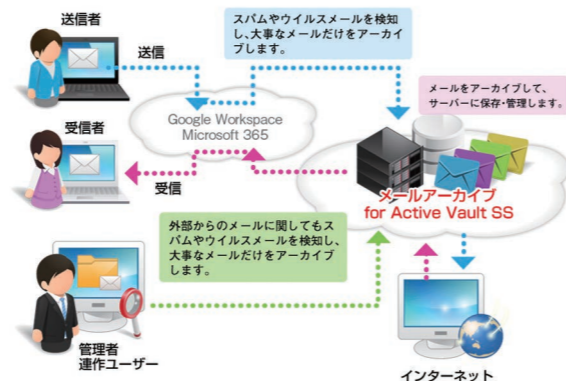 送信者
送信
スパムやウイルスメールを検知
し、大事なメールだけをアーカイ
ブします。
メールをアーカイブして、
サーバーに保存・管理します。
Google Workspace
Microsoft 365
受信者
受信
メールアーカイブ
for Active Vault SS
外部からのメールに関してもス
パムやウイルスメールを検知し、
大事なメールだけをアーカイブ
します。
管理者
連作ユーザー
インターネット